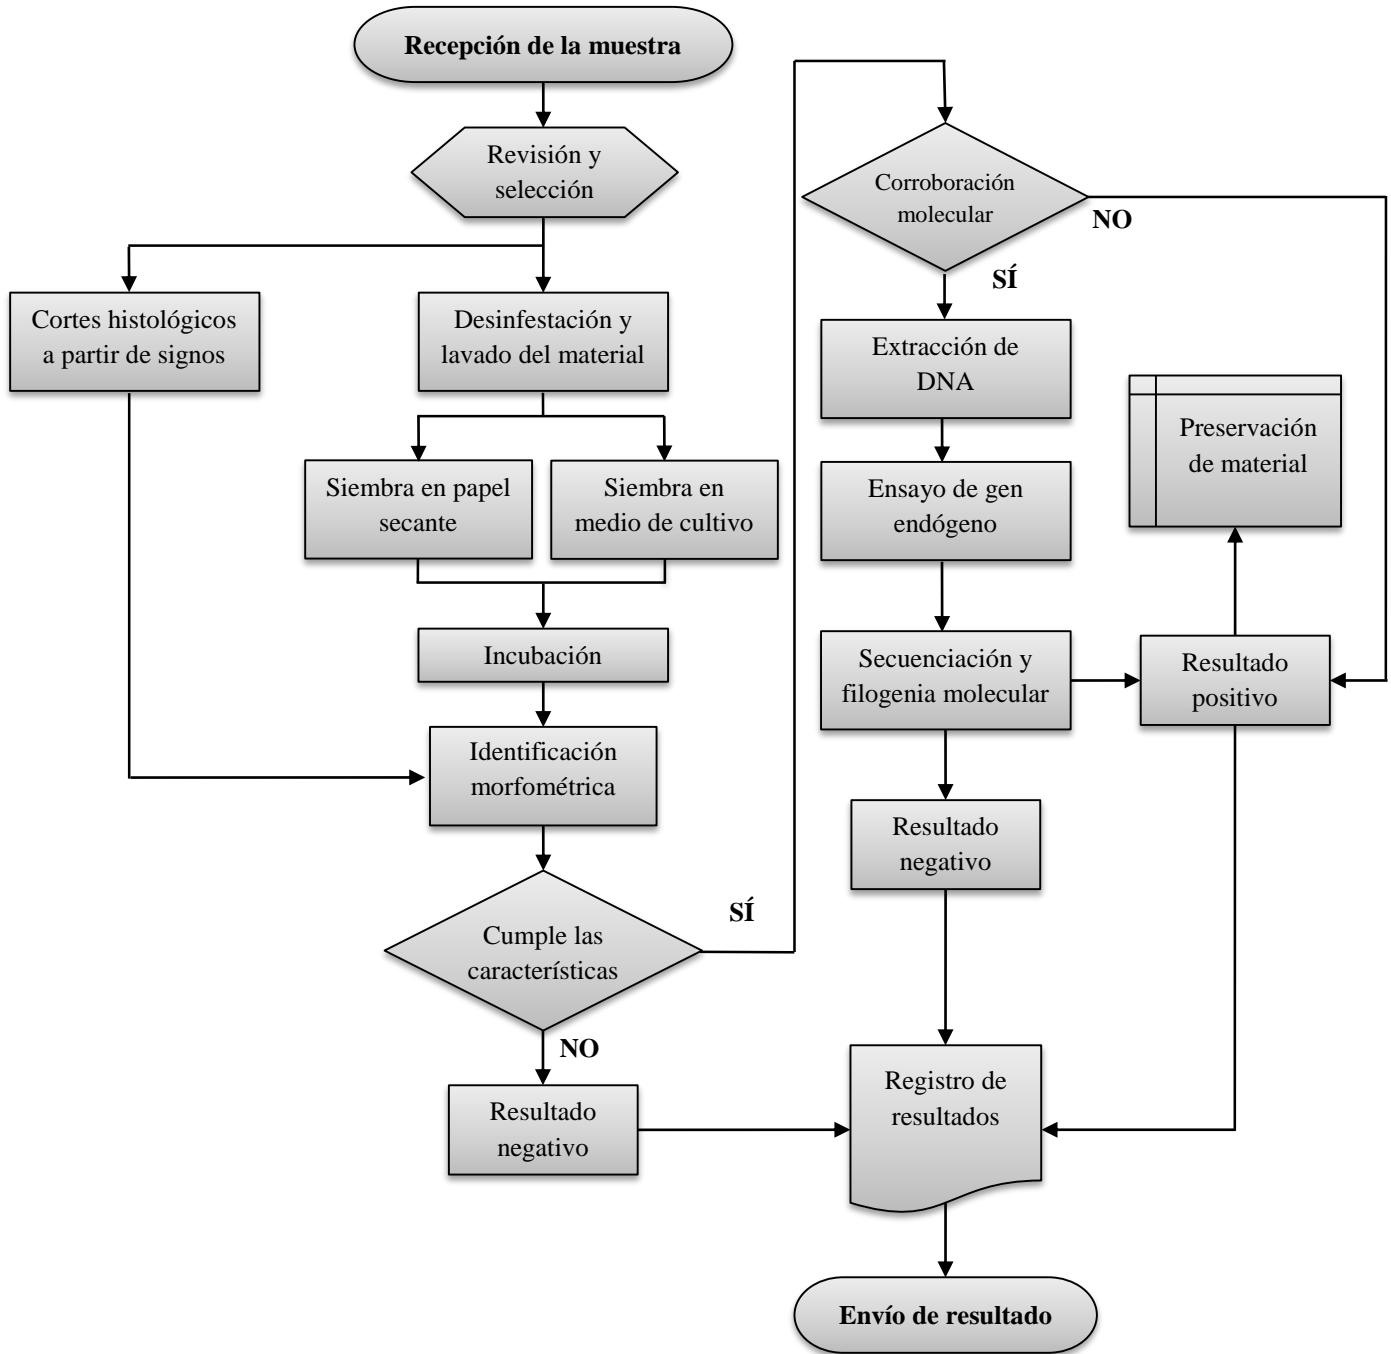 Recepción de la muestra
Revisión y
selección
Cortes histológicos
a partir de signos
Desinfestación y
lavado del material
Siembra en papel
secante
Siembra en
medio de cultivo
Incubación
Identificación
morfométrica
Cumple las
características
SÍ
NO
Resultado
negativo
Corroboración
molecular
NO
SÍ
Extracción de
DNA
Ensayo de gen
endógeno
Secuenciación y
filogenia molecular
Preservación
de material
Resultado
positivo
Resultado
negativo
Registro de
resultados
Envío de resultado